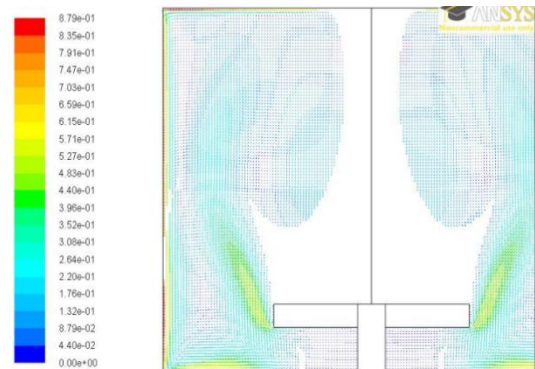 8.79e-01
8.35e-01
7.91e-01
7.47e-01
7.03e-01
6.59e-01
6.15e-01
5.71e-01
5.27e-01
4.83e-01
4.40e-01
3.96e-01
3.52e-01
3.08e-01
2.64e-01
2.20e-01
1.76e-01
1.32e-01
8.79e-02
4.40e-02
0.00e+00
ANSYS
Noncommercial use only